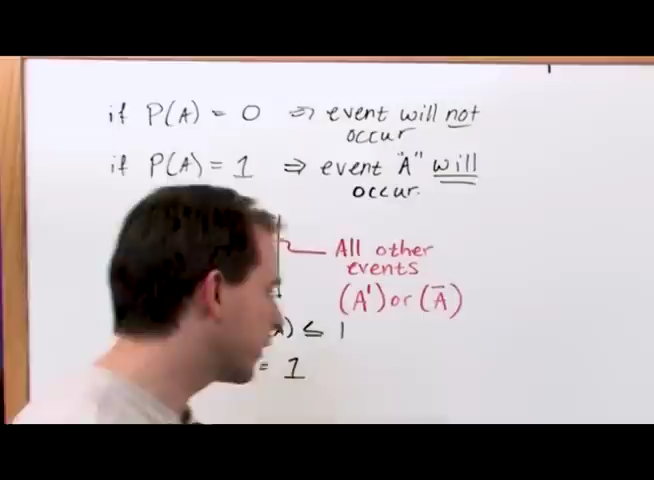 if P(A) = 0 ⇒ event will not
occur
if P(A) = 1 ⇒ event "A" will
occur.
All other
events
(A') or (Ā)
) ≤ 1
= 1